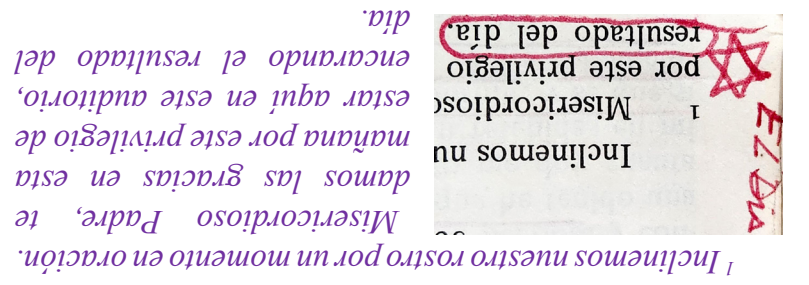 1 Inclinemos nuestro rostro por un momento en oración.
Misericordioso Padre, te
damos las gracias en esta
mañana por este privilegio de
estar aquí en este auditorio,
encarando el resultado del
día.
EL DIA
Inclinemos nu
1 Misericordioso
por este privilegio
resultado del día.